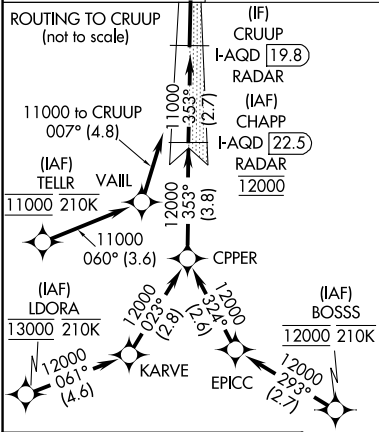 ROUTING TO CRUUP
(not to scale)
(IF)
CRUUP
I-AQD 19.8
RADAR
11000
353°
(2.7)
11000 to CRUUP
007° (4.8)
(IAF)
CHAPP
I-AQD 22.5
RADAR
12000
(IAF)
TELLR
11000 210K
VAIIL
11000
060° (3.6)
12000
353°
(3.8)
CPPER
(IAF)
LDORA
13000 210K
12000
023°
(2.8)
12000
324°
(2.6)
(IAF)
BOSSS
12000 210K
12000
061°
(4.6)
KARVE
EPICC
12000
293°
(2.7)